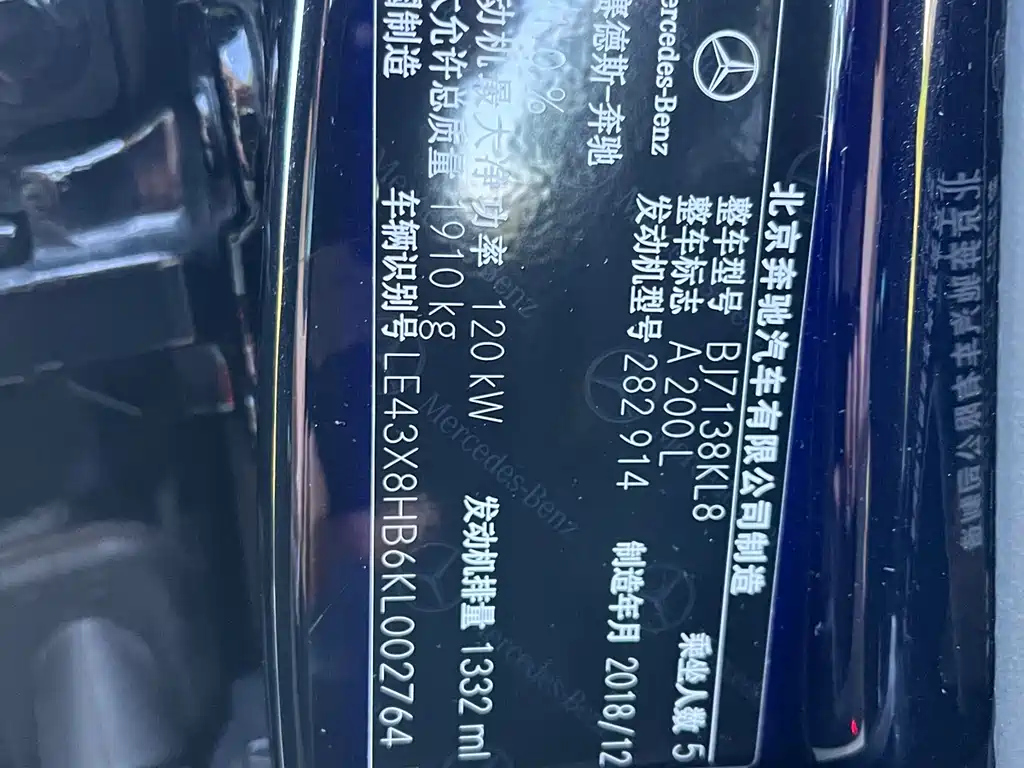 北京奔驰汽车有限公司制造
Mercedes-Benz
整车型号 BJ7138KL8
整车标志 A 200 L
乘坐人数 5
赛德斯-奔驰
发动机型号 282 914
制造年月 2018/12
动机最大净功率 120 kW
发动机排量 1332 ml
大允许总质量 1910 kg
制造
车辆识别号 LE43X8HB6KL002764